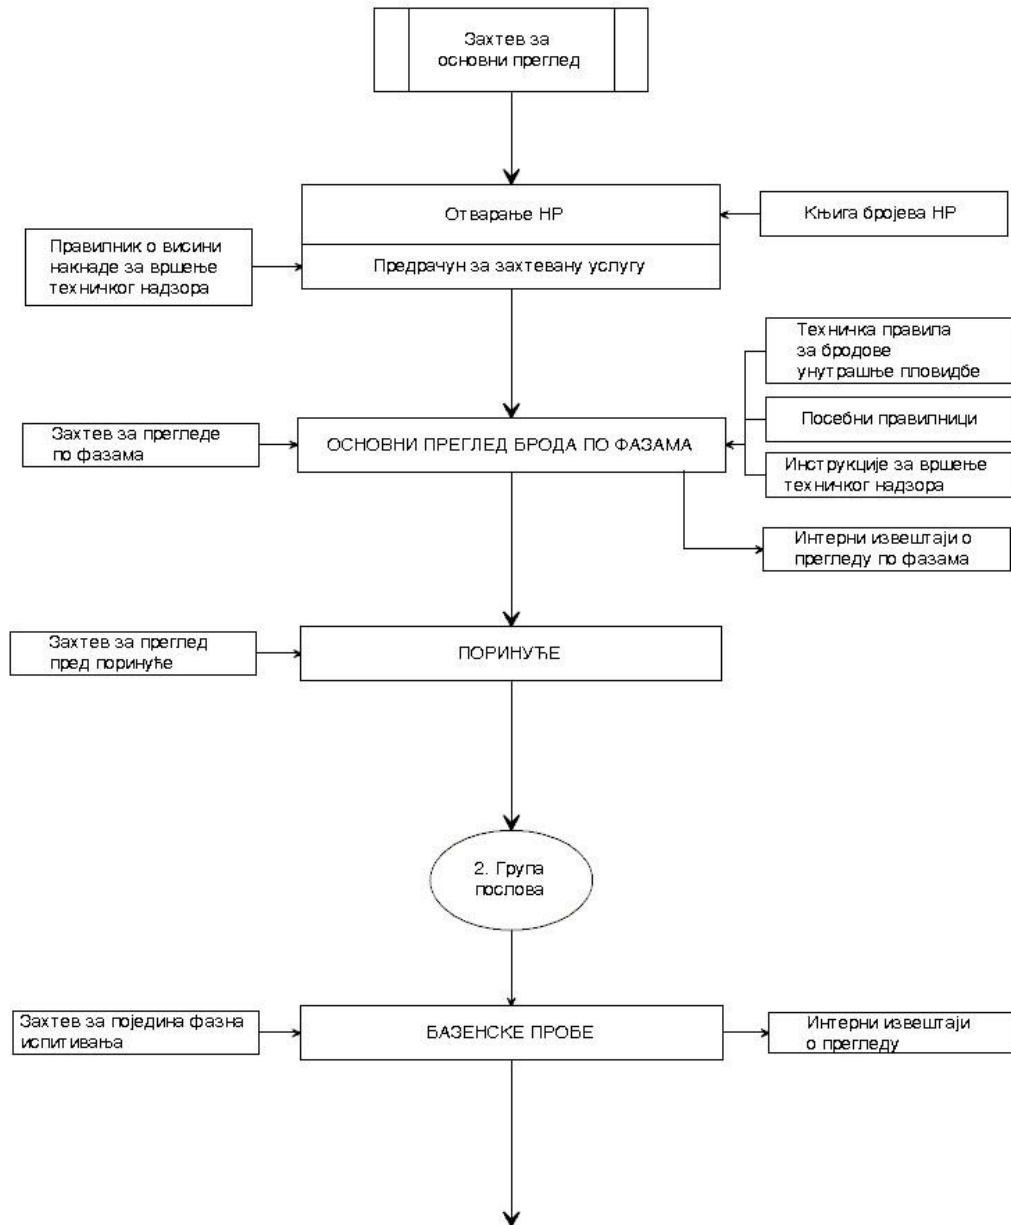 Захтев за
основни преглед
Отварање НР
Књига бројева НР
Правилник о висини
накнаде за вршење
техничког надзора
Предрачун за захтевану услугу
Техничка правила
за бродове
унутрашње пловидбе
Посебни правилници
Захтев за прегледе
по фазама
ОСНОВНИ ПРЕГЛЕД БРОДА ПО ФАЗАМА
Инструкције за вршење
техничког надзора
Интерни извештаји о
прегледу по фазама
Захтев за преглед
пред поринуће
ПОРИНУЋЕ
2. Група
послова
Захтев за поједина фазна
испитивања
БАЗЕНСКЕ ПРОБЕ
Интерни извештаји
о прегледу